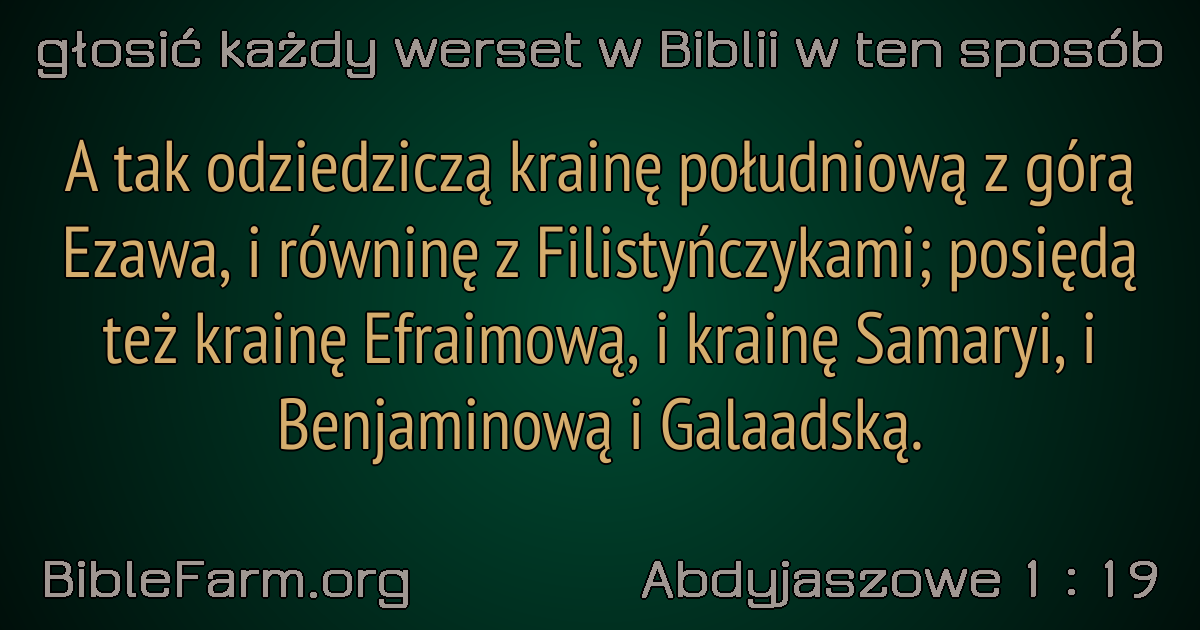 głosić każdy werset w Biblii w ten sposób
A tak odziedziczą krainę południową z górą
Ezawa, i równinę z Filistyńczykami; posiędą
też krainę Efraimową, i krainę Samaryi, i
Benjaminową i Galaadską.
BibleFarm.org
Abdyjaszowe 1 : 19